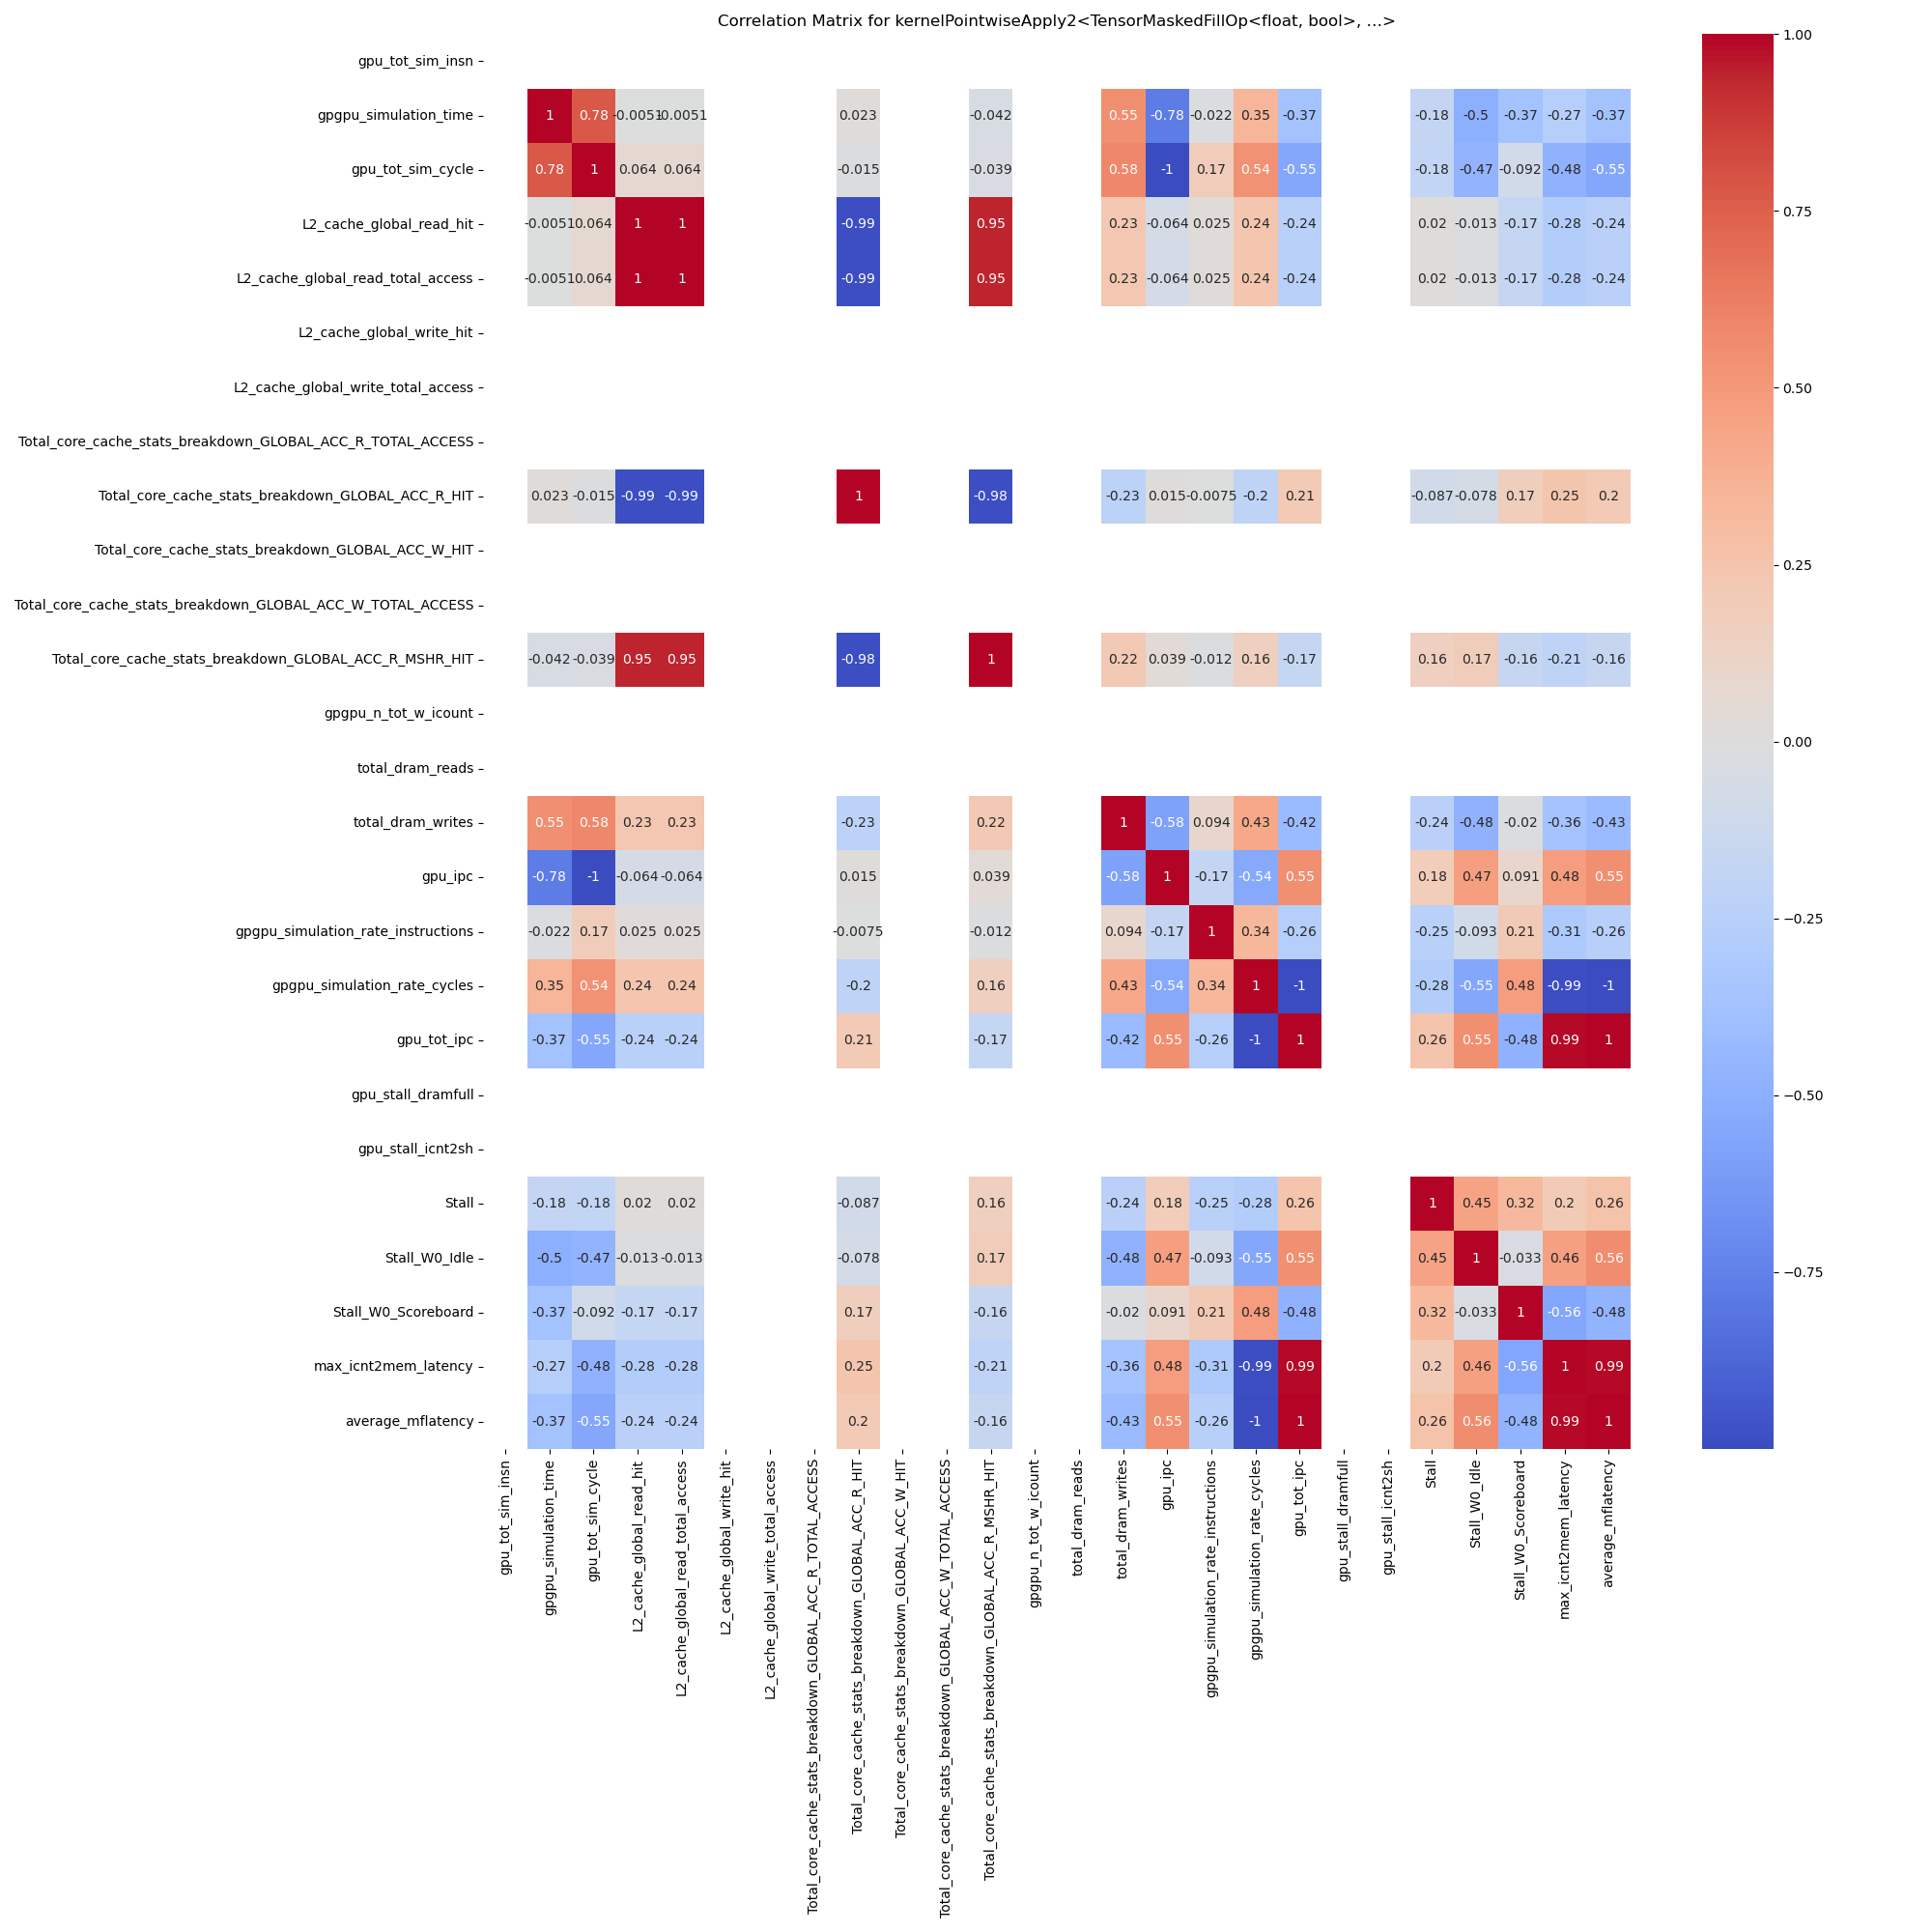 Correlation Matrix for kernelPointwiseApply2<TensorMaskedFillOp<float, bool>, ...>
gpu_tot_sim_insn
gpgpu_simulation_time 1 0.78 -0.0051 -0.0051 0.023 -0.042 0.55 -0.78 -0.022 0.35 -0.37 -0.18 -0.5 -0.37 -0.27 -0.37
gpu_tot_sim_cycle 0.78 1 0.064 0.064 -0.015 -0.039 0.58 -1 0.17 0.54 -0.55 -0.18 -0.47 -0.092 -0.48 -0.55
L2_cache_global_read_hit -0.0051 0.064 1 1 -0.99 0.95 0.23 -0.064 0.025 0.24 -0.24 0.02 -0.013 -0.17 -0.28 -0.24
L2_cache_global_read_total_access -0.0051 0.064 1 1 -0.99 0.95 0.23 -0.064 0.025 0.24 -0.24 0.02 -0.013 -0.17 -0.28 -0.24
L2_cache_global_write_hit
L2_cache_global_write_total_access
Total_core_cache_stats_breakdown_GLOBAL_ACC_R_TOTAL_ACCESS
Total_core_cache_stats_breakdown_GLOBAL_ACC_R_HIT 0.023 -0.015 -0.99 -0.99 1 -0.98 -0.23 0.015 -0.0075 -0.2 0.21 -0.087 -0.078 0.17 0.25 0.2
Total_core_cache_stats_breakdown_GLOBAL_ACC_W_HIT
Total_core_cache_stats_breakdown_GLOBAL_ACC_W_TOTAL_ACCESS
Total_core_cache_stats_breakdown_GLOBAL_ACC_R_MSHR_HIT -0.042 -0.039 0.95 0.95 -0.98 1 0.22 0.039 -0.012 0.16 -0.17 0.16 0.17 -0.16 -0.21 -0.16
gpgpu_n_tot_w_icount
total_dram_reads
total_dram_writes 0.55 0.58 0.23 0.23 -0.23 0.22 1 -0.58 0.094 0.43 -0.42 -0.24 -0.48 -0.02 -0.36 -0.43
gpu_ipc -0.78 -1 -0.064 -0.064 0.015 0.039 -0.58 1 -0.17 -0.54 0.55 0.18 0.47 0.091 0.48 0.55
gpgpu_simulation_rate_instructions -0.022 0.17 0.025 0.025 -0.0075 -0.012 0.094 -0.17 1 0.34 -0.26 -0.25 -0.093 0.21 -0.31 -0.26
gpgpu_simulation_rate_cycles 0.35 0.54 0.24 0.24 -0.2 0.16 0.43 -0.54 0.34 1 -1 -0.28 -0.55 0.48 -0.99 -1
gpu_tot_ipc -0.37 -0.55 -0.24 -0.24 0.21 -0.17 -0.42 0.55 -0.26 -1 1 0.26 0.55 -0.48 0.99 1
gpu_stall_dramfull
gpu_stall_icnt2sh
Stall -0.18 -0.18 0.02 0.02 -0.087 0.16 -0.24 0.18 -0.25 -0.28 0.26 1 0.45 0.32 0.2 0.26
Stall_W0_Idle -0.5 -0.47 -0.013 -0.013 -0.078 0.17 -0.48 0.47 -0.093 -0.55 0.55 0.45 1 -0.033 0.46 0.56
Stall_W0_Scoreboard -0.37 -0.092 -0.17 -0.17 0.17 -0.16 -0.02 0.091 0.21 0.48 -0.48 0.32 -0.033 1 -0.56 -0.48
max_icnt2mem_latency -0.27 -0.48 -0.28 -0.28 0.25 -0.21 -0.36 0.48 -0.31 -0.99 0.99 0.2 0.46 -0.56 1 0.99
average_mflatency -0.37 -0.55 -0.24 -0.24 0.2 -0.16 -0.43 0.55 -0.26 -1 1 0.26 0.56 -0.48 0.99 1
gpu_tot_sim_insn
gpgpu_simulation_time
gpu_tot_sim_cycle
L2_cache_global_read_hit
L2_cache_global_read_total_access
L2_cache_global_write_hit
L2_cache_global_write_total_access
Total_core_cache_stats_breakdown_GLOBAL_ACC_R_TOTAL_ACCESS
Total_core_cache_stats_breakdown_GLOBAL_ACC_R_HIT
Total_core_cache_stats_breakdown_GLOBAL_ACC_W_HIT
Total_core_cache_stats_breakdown_GLOBAL_ACC_W_TOTAL_ACCESS
Total_core_cache_stats_breakdown_GLOBAL_ACC_R_MSHR_HIT
gpgpu_n_tot_w_icount
total_dram_reads
total_dram_writes
gpu_ipc
gpgpu_simulation_rate_instructions
gpgpu_simulation_rate_cycles
gpu_tot_ipc
gpu_stall_dramfull
gpu_stall_icnt2sh
Stall
Stall_W0_Idle
Stall_W0_Scoreboard
max_icnt2mem_latency
average_mflatency
1.00
0.75
0.50
0.25
0.00
−0.25
−0.50
−0.75